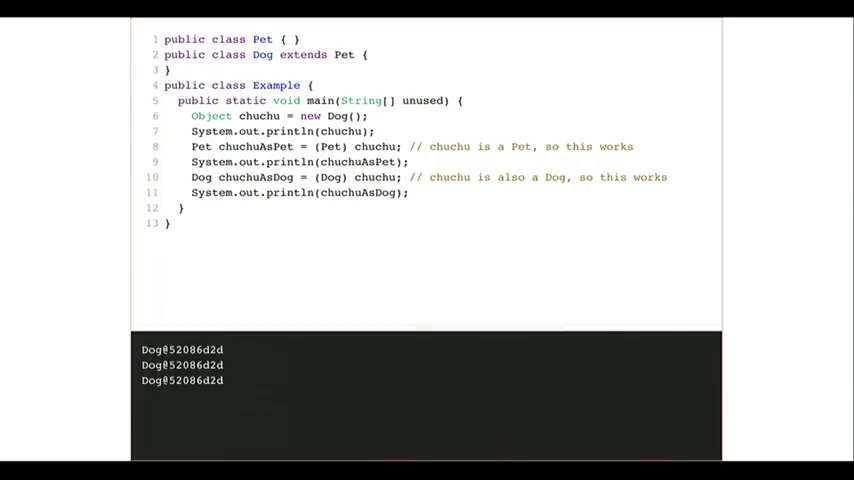 1 public class Pet { }
2 public class Dog extends Pet {
3 }
4 public class Example {
5 public static void main(String[] unused) {
6 Object chuchu = new Dog();
7 System.out.println(chuchu);
8 Pet chuchuAsPet = (Pet) chuchu; // chuchu is a Pet, so this works
9 System.out.println(chuchuAsPet);
10 Dog chuchuAsDog = (Dog) chuchu; // chuchu is also a Dog, so this works
11 System.out.println(chuchuAsDog);
12 }
13 }
Dog@52086d2d
Dog@52086d2d
Dog@52086d2d